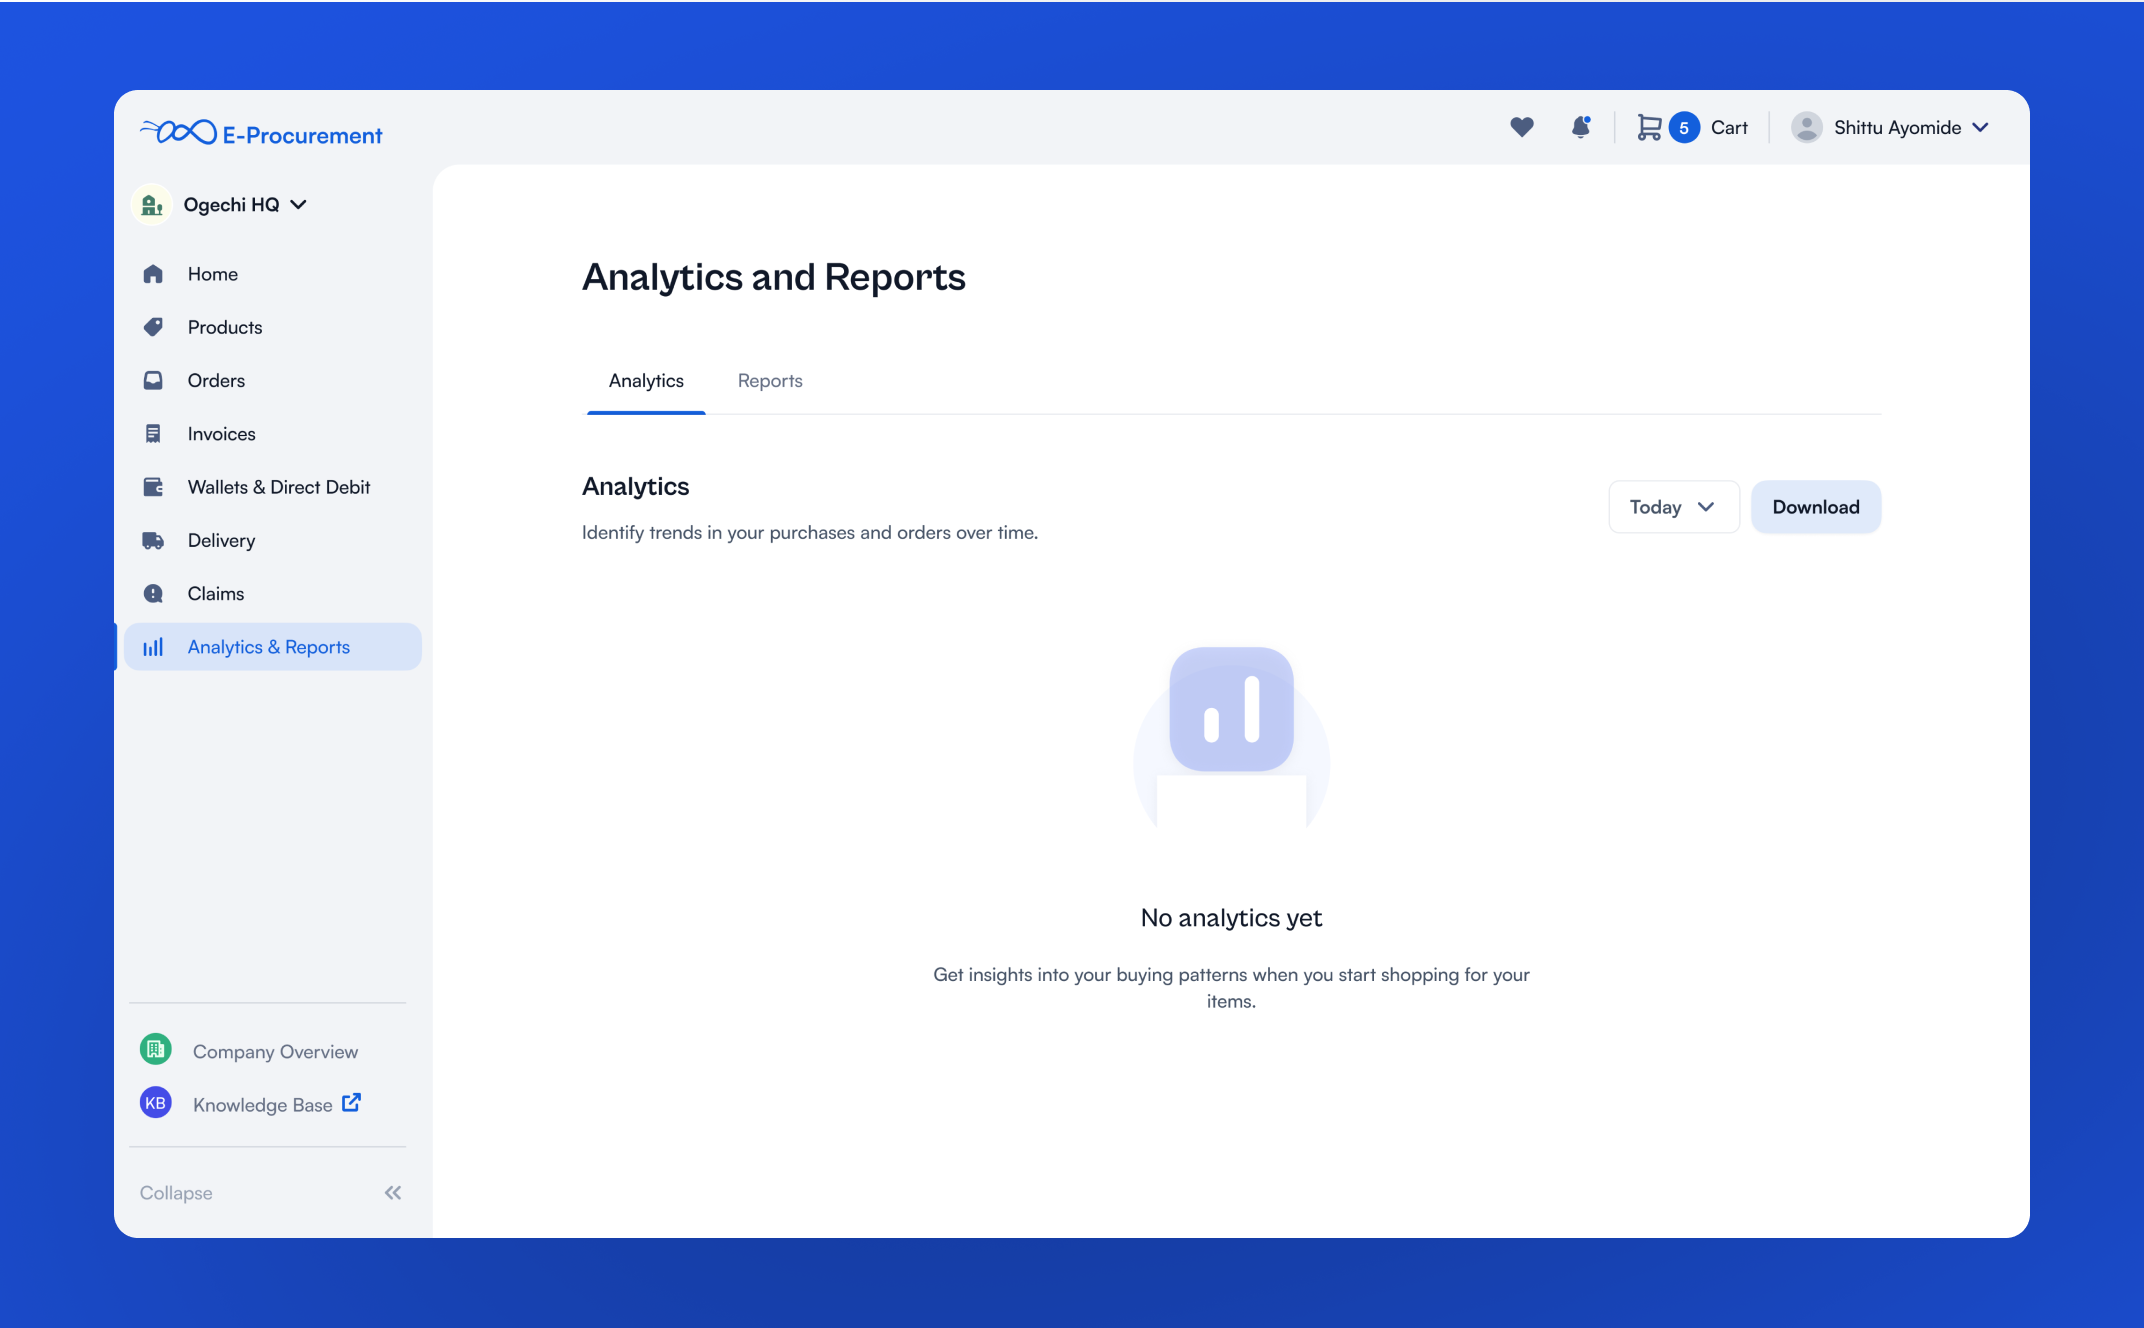 E-Procurement
5
Cart
Shittu Ayomide
Ogechi HQ
Home
Products
Orders
Invoices
Wallets & Direct Debit
Delivery
Claims
Analytics & Reports
Company Overview
KB
Knowledge Base
Collapse
Analytics and Reports
Analytics
Reports
Analytics
Identify trends in your purchases and orders over time.
Today
Download
No analytics yet
Get insights into your buying patterns when you start shopping for your
items.